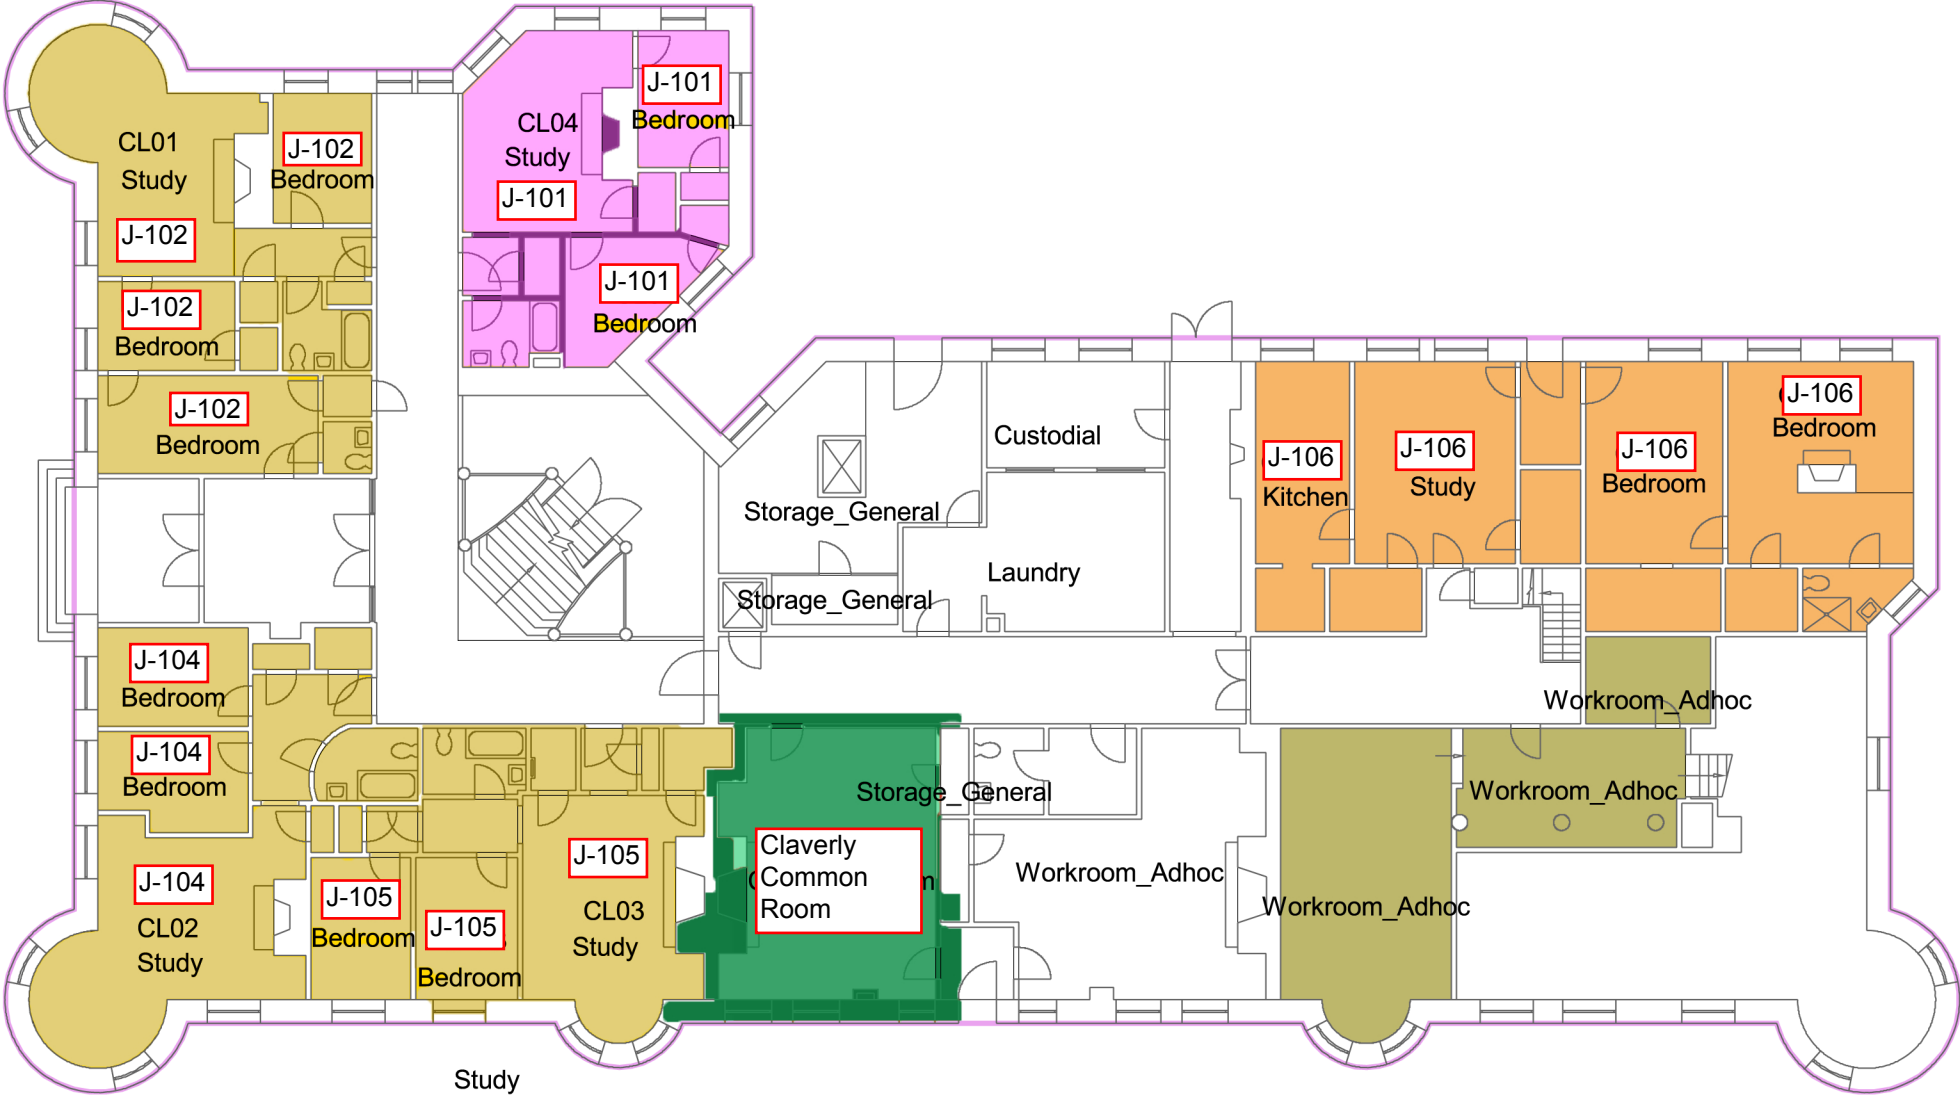 J-101
Bedroom
CL04
Study
J-101
CL01
Study
J-102
J-102
Bedroom
J-101
Bedroom
J-102
Bedroom
J-102
Bedroom
Custodial
Storage_General
Laundry
Storage_General
J-106
Kitchen
J-106
Study
J-106
Bedroom
J-106
Bedroom
J-104
Bedroom
J-104
Bedroom
J-104
CL02
Study
J-105
Bedroom
J-105
Bedroom
J-105
CL03
Study
Claverly
Common
Room
Storage_General
Workroom_Adhoc
Workroom_Adhoc
Workroom_Adhoc
Workroom_Adhoc
Study